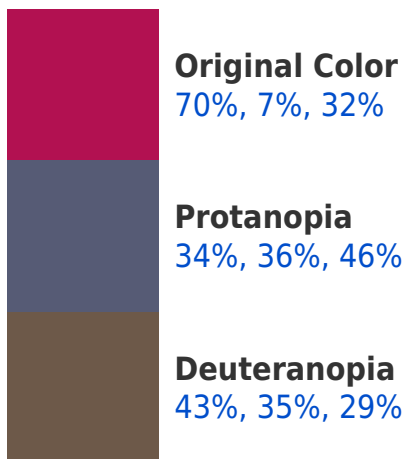 Original Color
70%, 7%, 32%
Protanopia
34%, 36%, 46%
Deuteranopia
43%, 35%, 29%